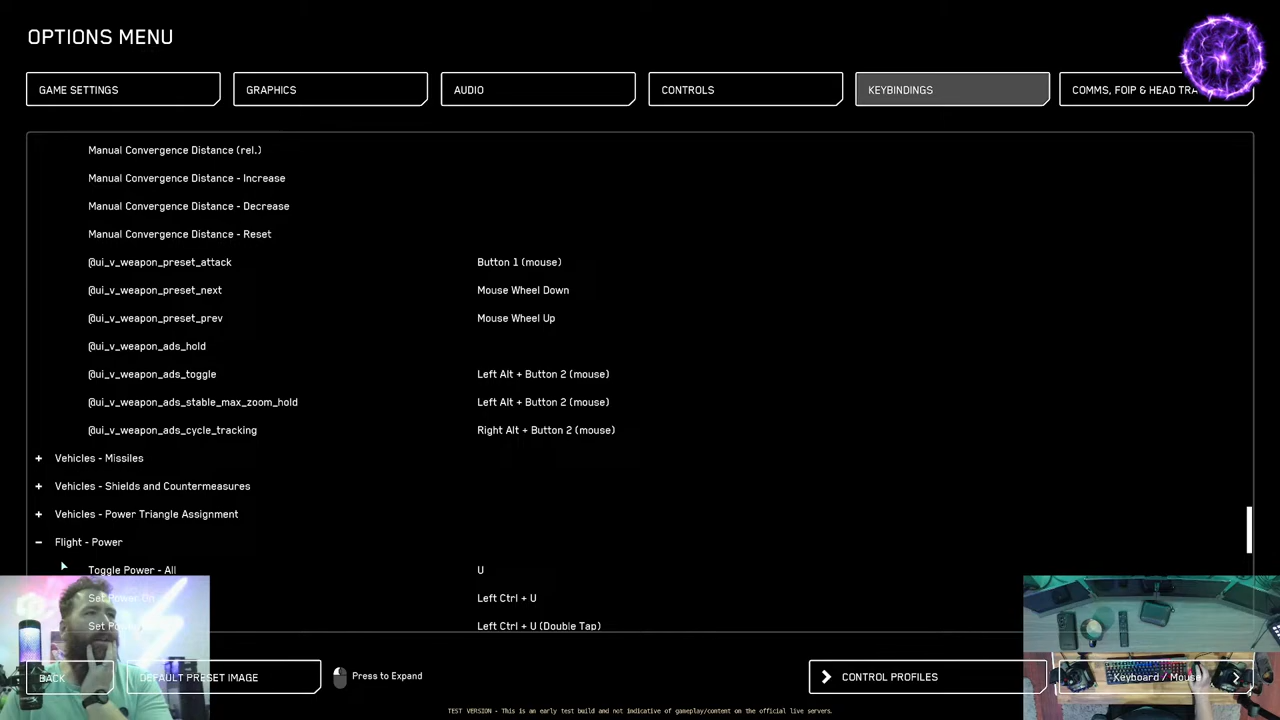 OPTIONS MENU
GAME SETTINGS
GRAPHICS
AUDIO
CONTROLS
KEYBINDINGS
COMMS, FOIP & HEAD
Manual Convergence Distance (rel.)
Manual Convergence Distance - Increase
Manual Convergence Distance - Decrease
Manual Convergence Distance - Reset
@ui_v_weapon_preset_attack Button 1 (mouse)
@ui_v_weapon_preset_next Mouse Wheel Down
@ui_v_weapon_preset_prev Mouse Wheel Up
@ui_v_weapon_ads_hold
@ui_v_weapon_ads_toggle Left Alt + Button 2 (mouse)
@ui_v_weapon_ads_stable_max_zoom_hold Left Alt + Button 2 (mouse)
@ui_v_weapon_ads_cycle_tracking Right Alt + Button 2 (mouse)
+ Vehicles - Missiles
+ Vehicles - Shields and Countermeasures
+ Vehicles - Power Triangle Assignment
− Flight - Power
Toggle Power - All U
Set Power On Left Ctrl + U
Set Left Ctrl + U (Double Tap)
BACK
DEFAULT PRESET IMAGE
Press to Expand
CONTROL PROFILES
Keyboard / Mouse
TEST VERSION - This is an early test build and not indicative of gameplay/content on the official live servers.